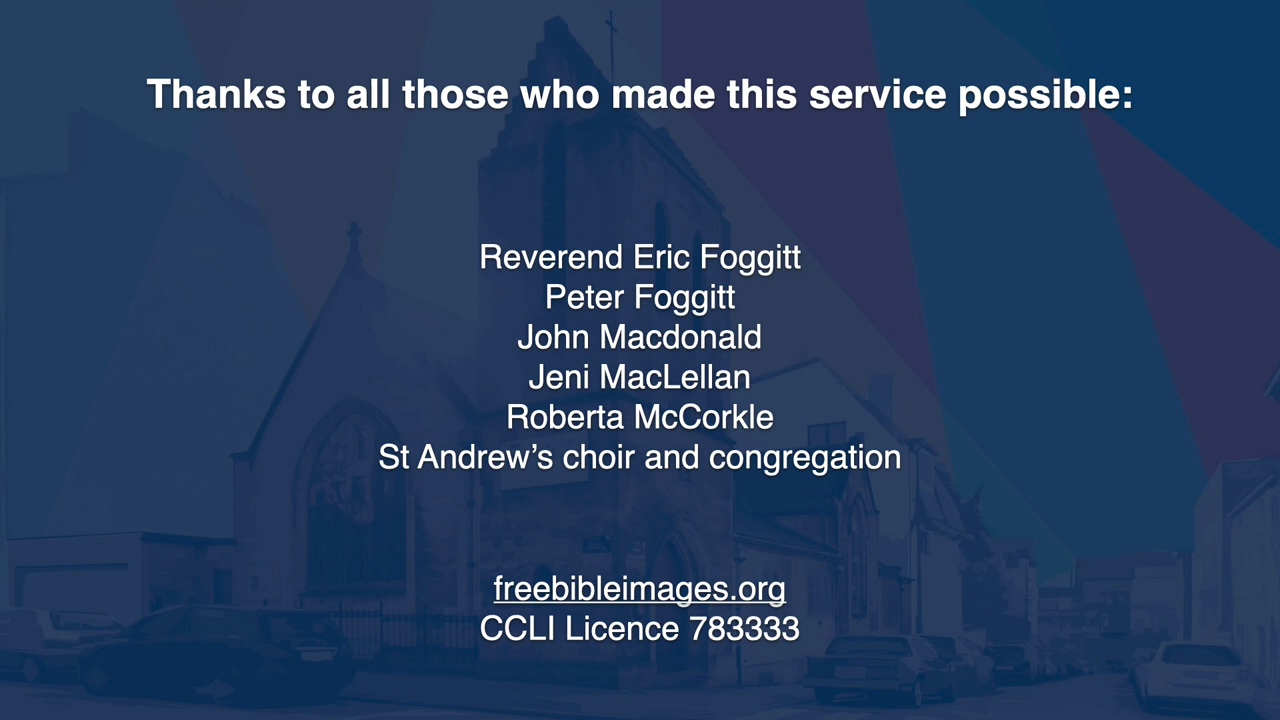 Thanks to all those who made this service possible:
Reverend Eric Foggitt
Peter Foggitt
John Macdonald
Jeni MacLellan
Roberta McCorkle
St Andrew’s choir and congregation
freebibleimages.org
CCLI Licence 783333